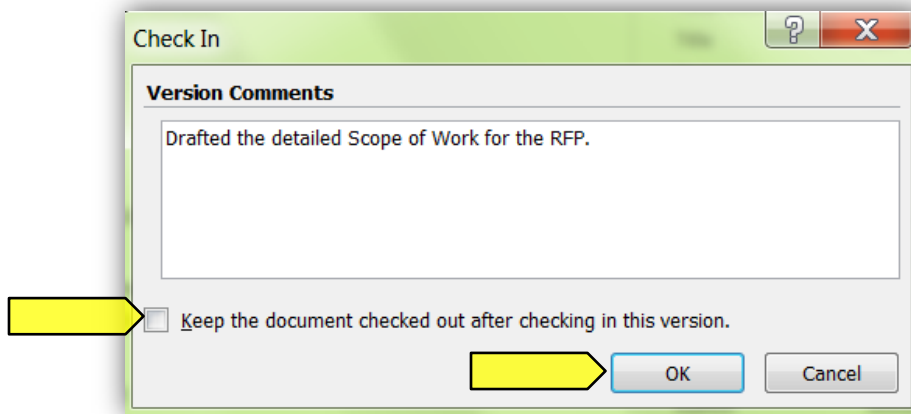 Check In
Version Comments
Drafted the detailed Scope of Work for the RFP.
Keep the document checked out after checking in this version.
OK Cancel